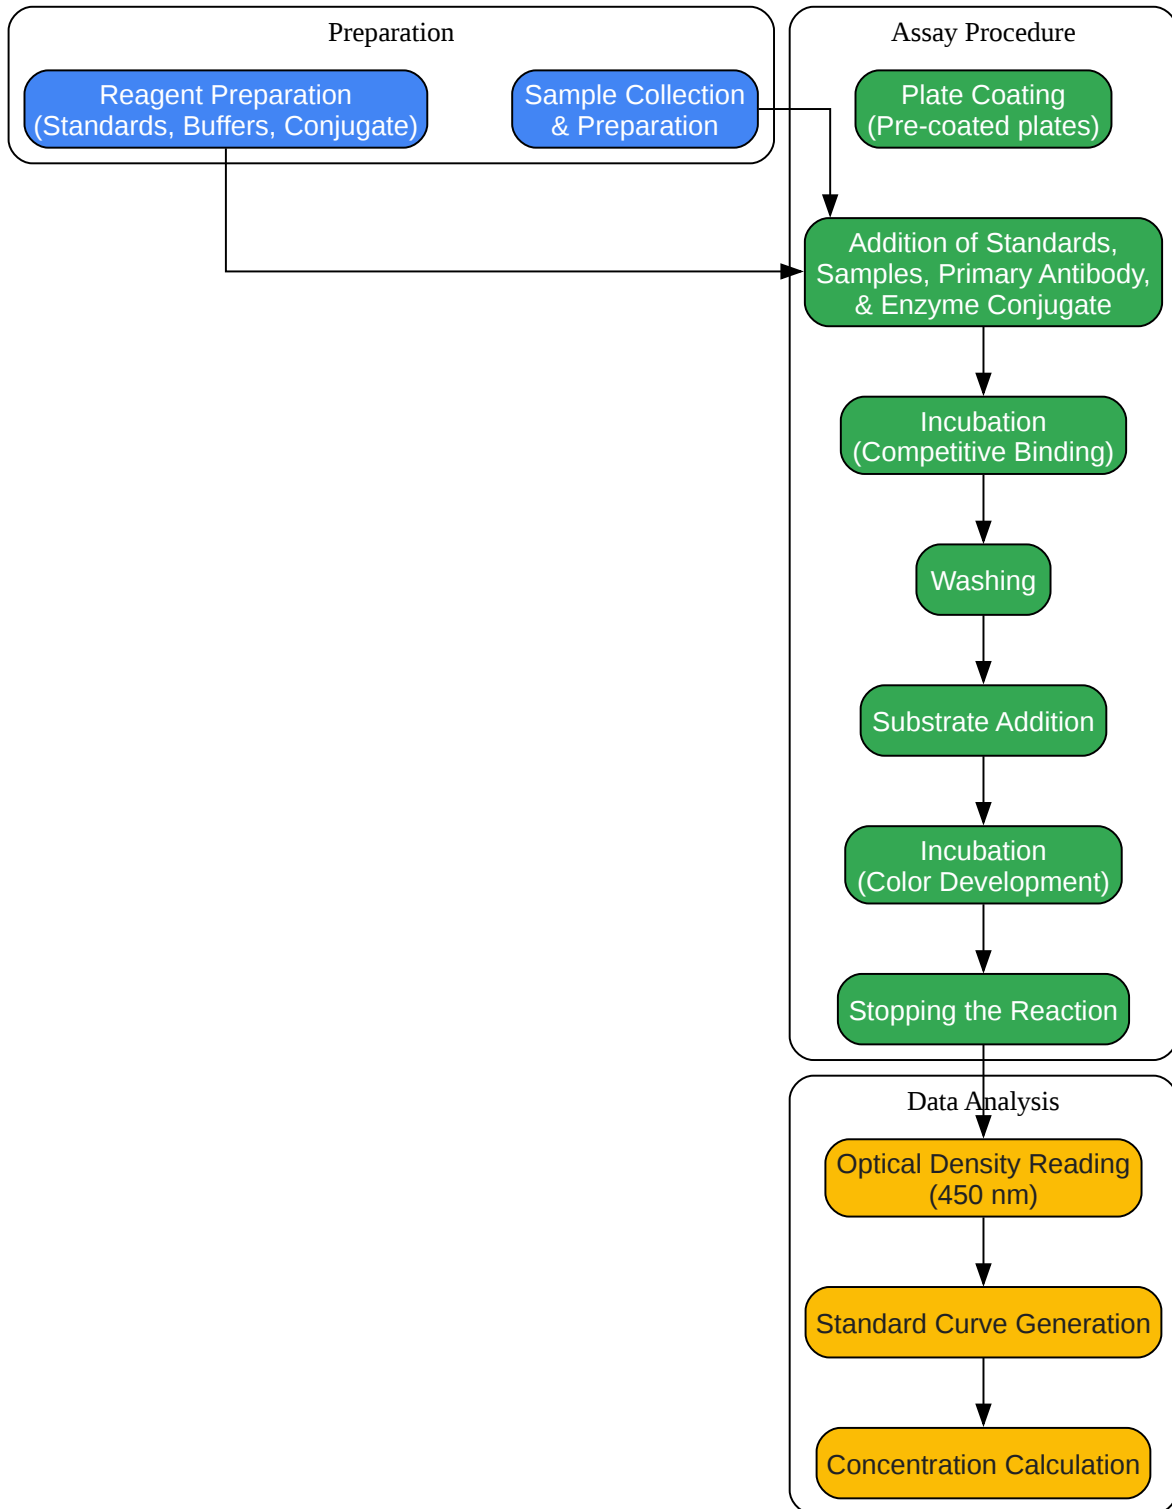 Preparation
Reagent Preparation
(Standards, Buffers, Conjugate)
Sample Collection
& Preparation
Assay Procedure
Plate Coating
(Pre-coated plates)
Addition of Standards,
Samples, Primary Antibody,
& Enzyme Conjugate
Incubation
(Competitive Binding)
Washing
Substrate Addition
Incubation
(Color Development)
Stopping the Reaction
Data Analysis
Optical Density Reading
(450 nm)
Standard Curve Generation
Concentration Calculation